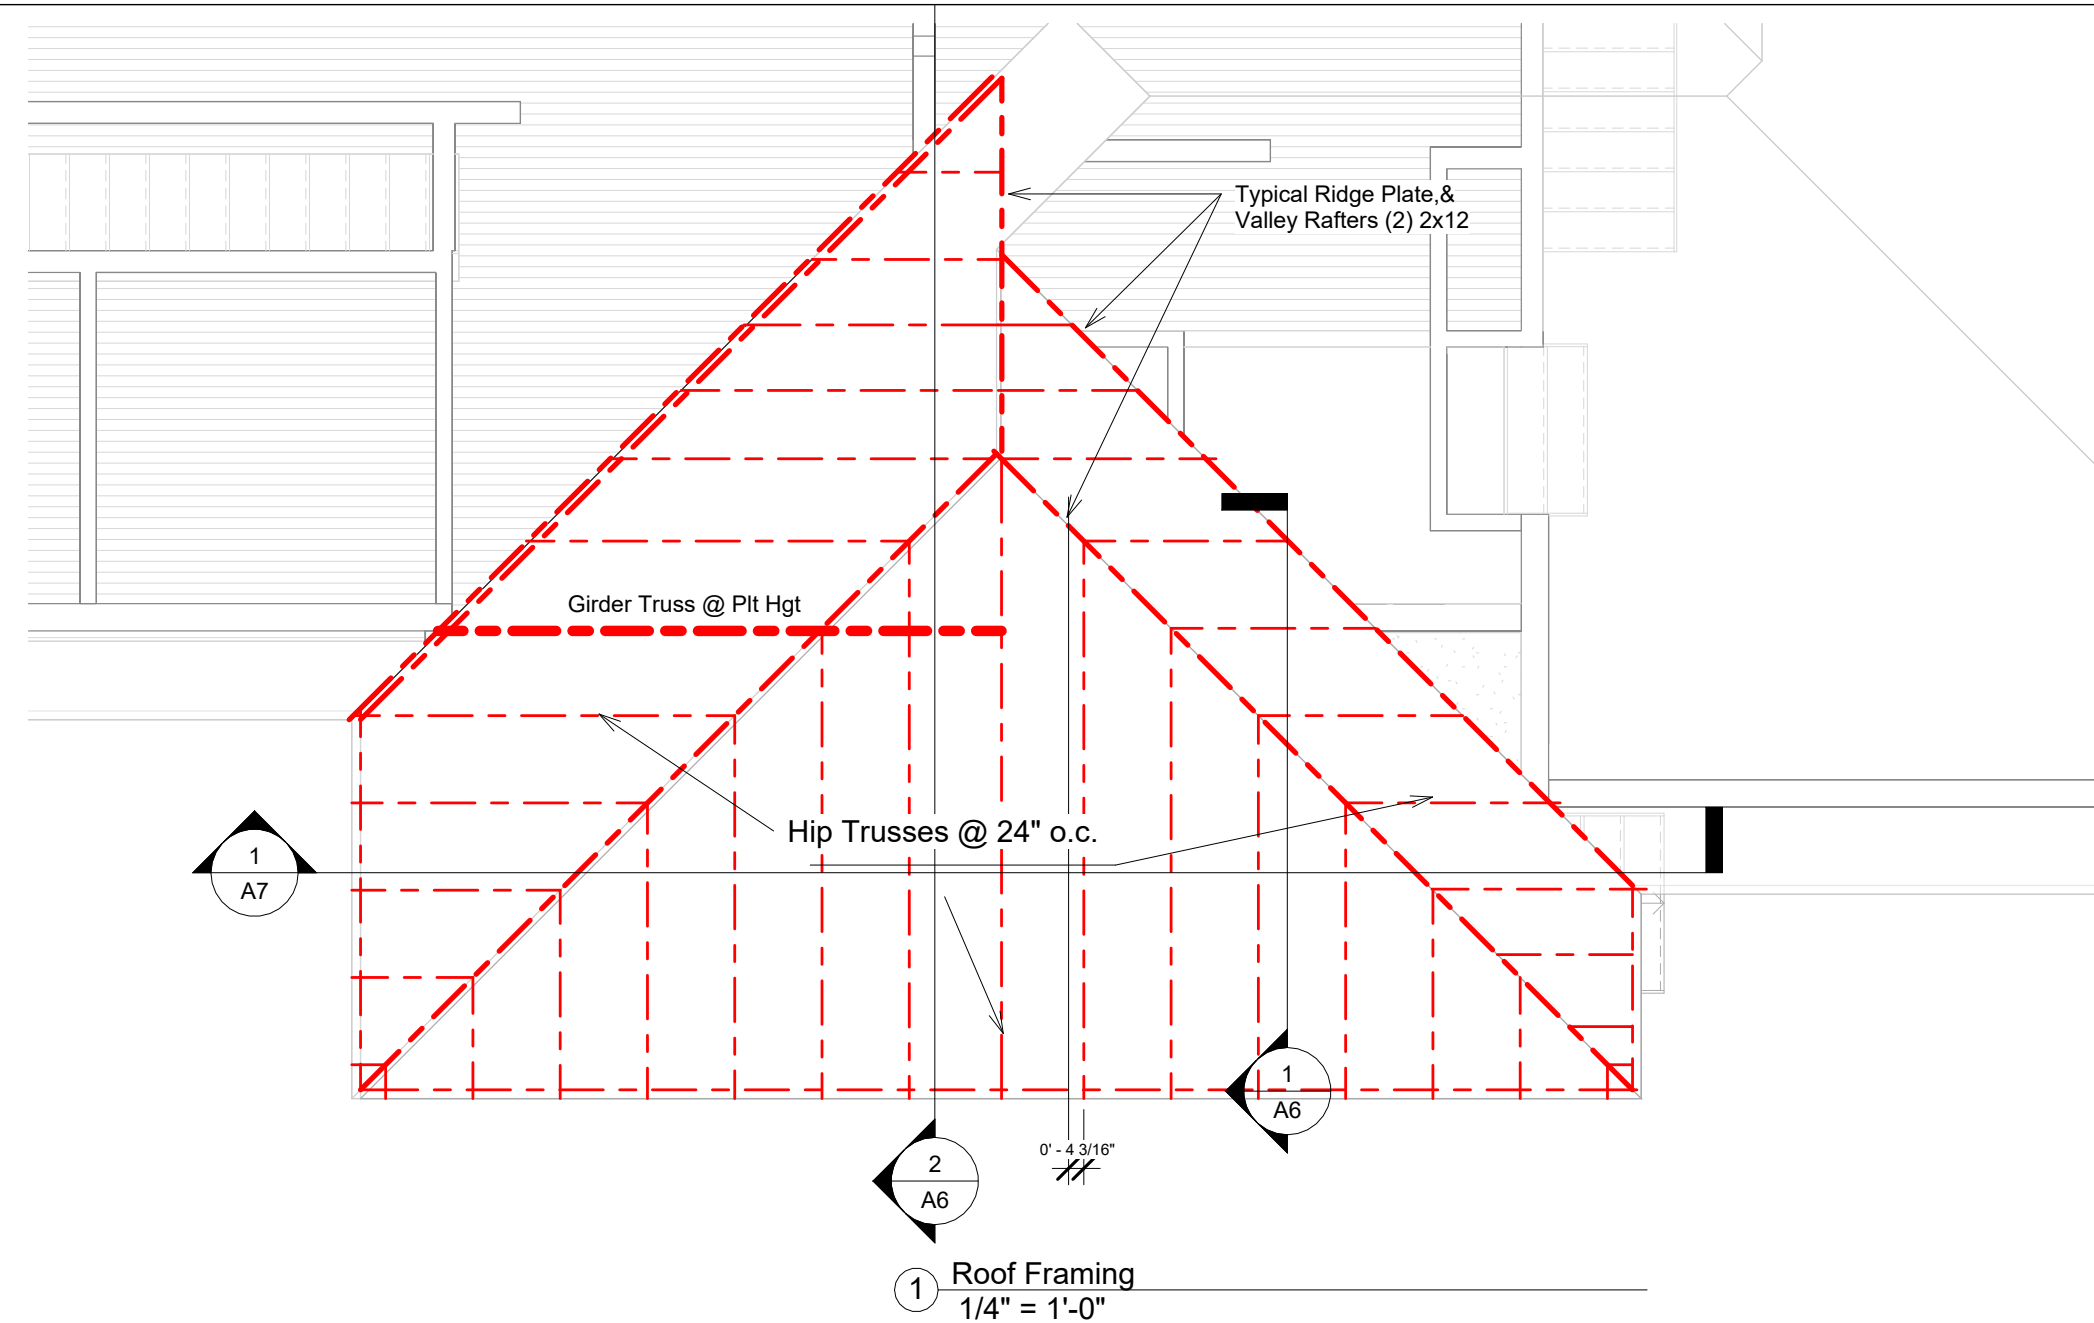 Typical Ridge Plate,&
Valley Rafters (2) 2x12
Girder Truss @ Plt Hgt
Hip Trusses @ 24" o.c.
1
A7
1
A6
0' - 4 3/16"
2
A6
1
Roof Framing
1/4" = 1'-0"